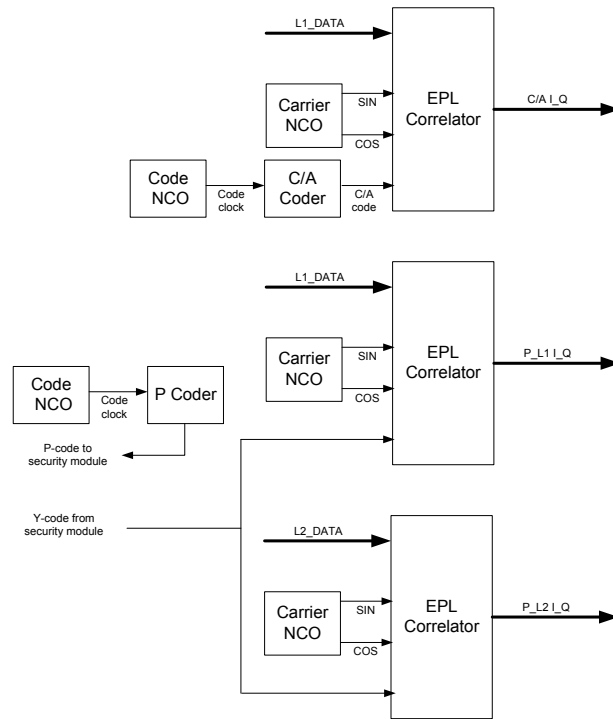 L1_DATA
Carrier
NCO
SIN
COS
EPL
Correlator
C/A I_Q
Code
NCO
Code
clock
C/A
Coder
C/A
code
L1_DATA
Carrier
NCO
SIN
COS
EPL
Correlator
P_L1 I_Q
Code
NCO
Code
clock
P Coder
P-code to
security module
Y-code from
security module
L2_DATA
Carrier
NCO
SIN
COS
EPL
Correlator
P_L2 I_Q